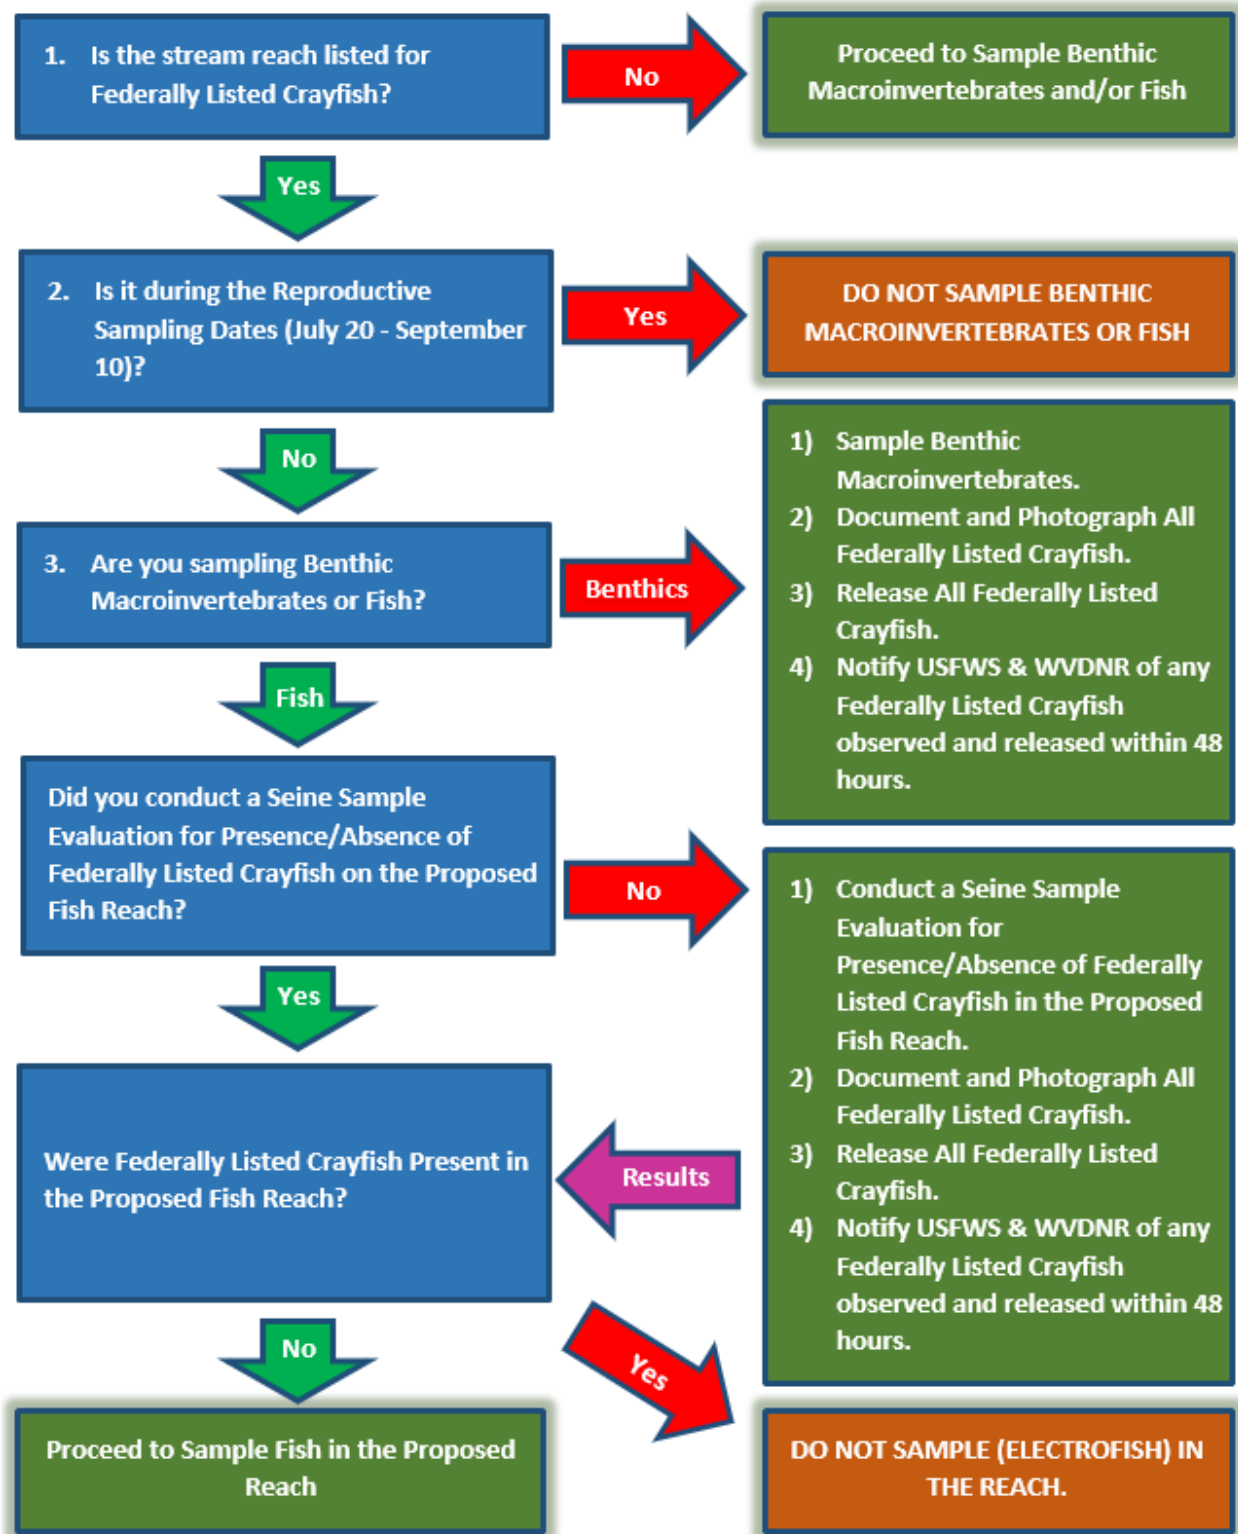 1. Is the stream reach listed for
Federally Listed Crayfish?
No
Proceed to Sample Benthic
Macroinvertebrates and/or Fish
Yes
2. Is it during the Reproductive
Sampling Dates (July 20 - September
10)?
Yes
DO NOT SAMPLE BENTHIC
MACROINVERTEBRATES OR FISH
No
3. Are you sampling Benthic
Macroinvertebrates or Fish?
Benthics
1) Sample Benthic
Macroinvertebrates.
2) Document and Photograph All
Federally Listed Crayfish.
3) Release All Federally Listed
Crayfish.
4) Notify USFWS & WVDNR of any
Federally Listed Crayfish
observed and released within 48
hours.
Fish
Did you conduct a Seine Sample
Evaluation for Presence/Absence of
Federally Listed Crayfish on the Proposed
Fish Reach?
No
1) Conduct a Seine Sample
Evaluation for
Presence/Absence of Federally
Listed Crayfish in the Proposed
Fish Reach.
2) Document and Photograph All
Federally Listed Crayfish.
3) Release All Federally Listed
Crayfish.
4) Notify USFWS & WVDNR of any
Federally Listed Crayfish
observed and released within 48
hours.
Yes
Results
Were Federally Listed Crayfish Present in
the Proposed Fish Reach?
No
Yes
Proceed to Sample Fish in the Proposed
Reach
DO NOT SAMPLE (ELECTROFISH) IN
THE REACH.